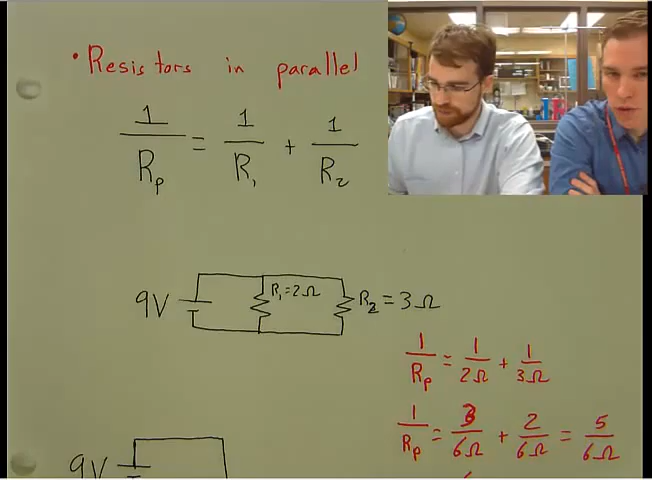 • Resistors in parallel
1/Rₚ = 1/R₁ + 1/R₂
9V
R₁=2Ω
R₂=3Ω
1/Rₚ = 1/2Ω + 1/3Ω
1/Rₚ = 3/6Ω + 2/6Ω = 5/6Ω
9V